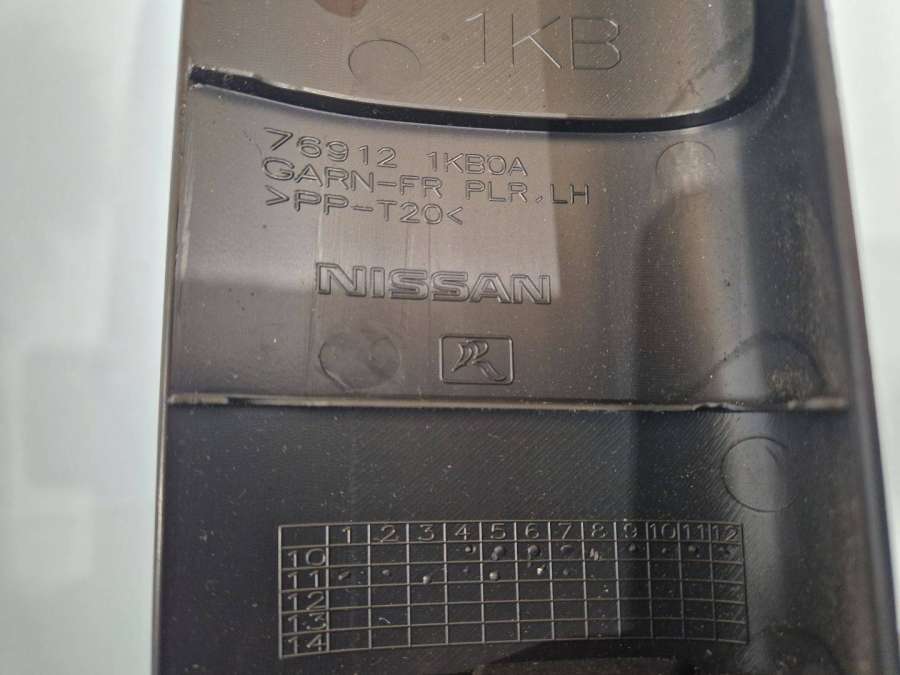 1KB
76912 1KB0A
GARN-FR PLR,LH
>PP-T20<
NISSAN
1 2 3 4 5 6 7 8 9 10 11 12
10
11
12
13
14